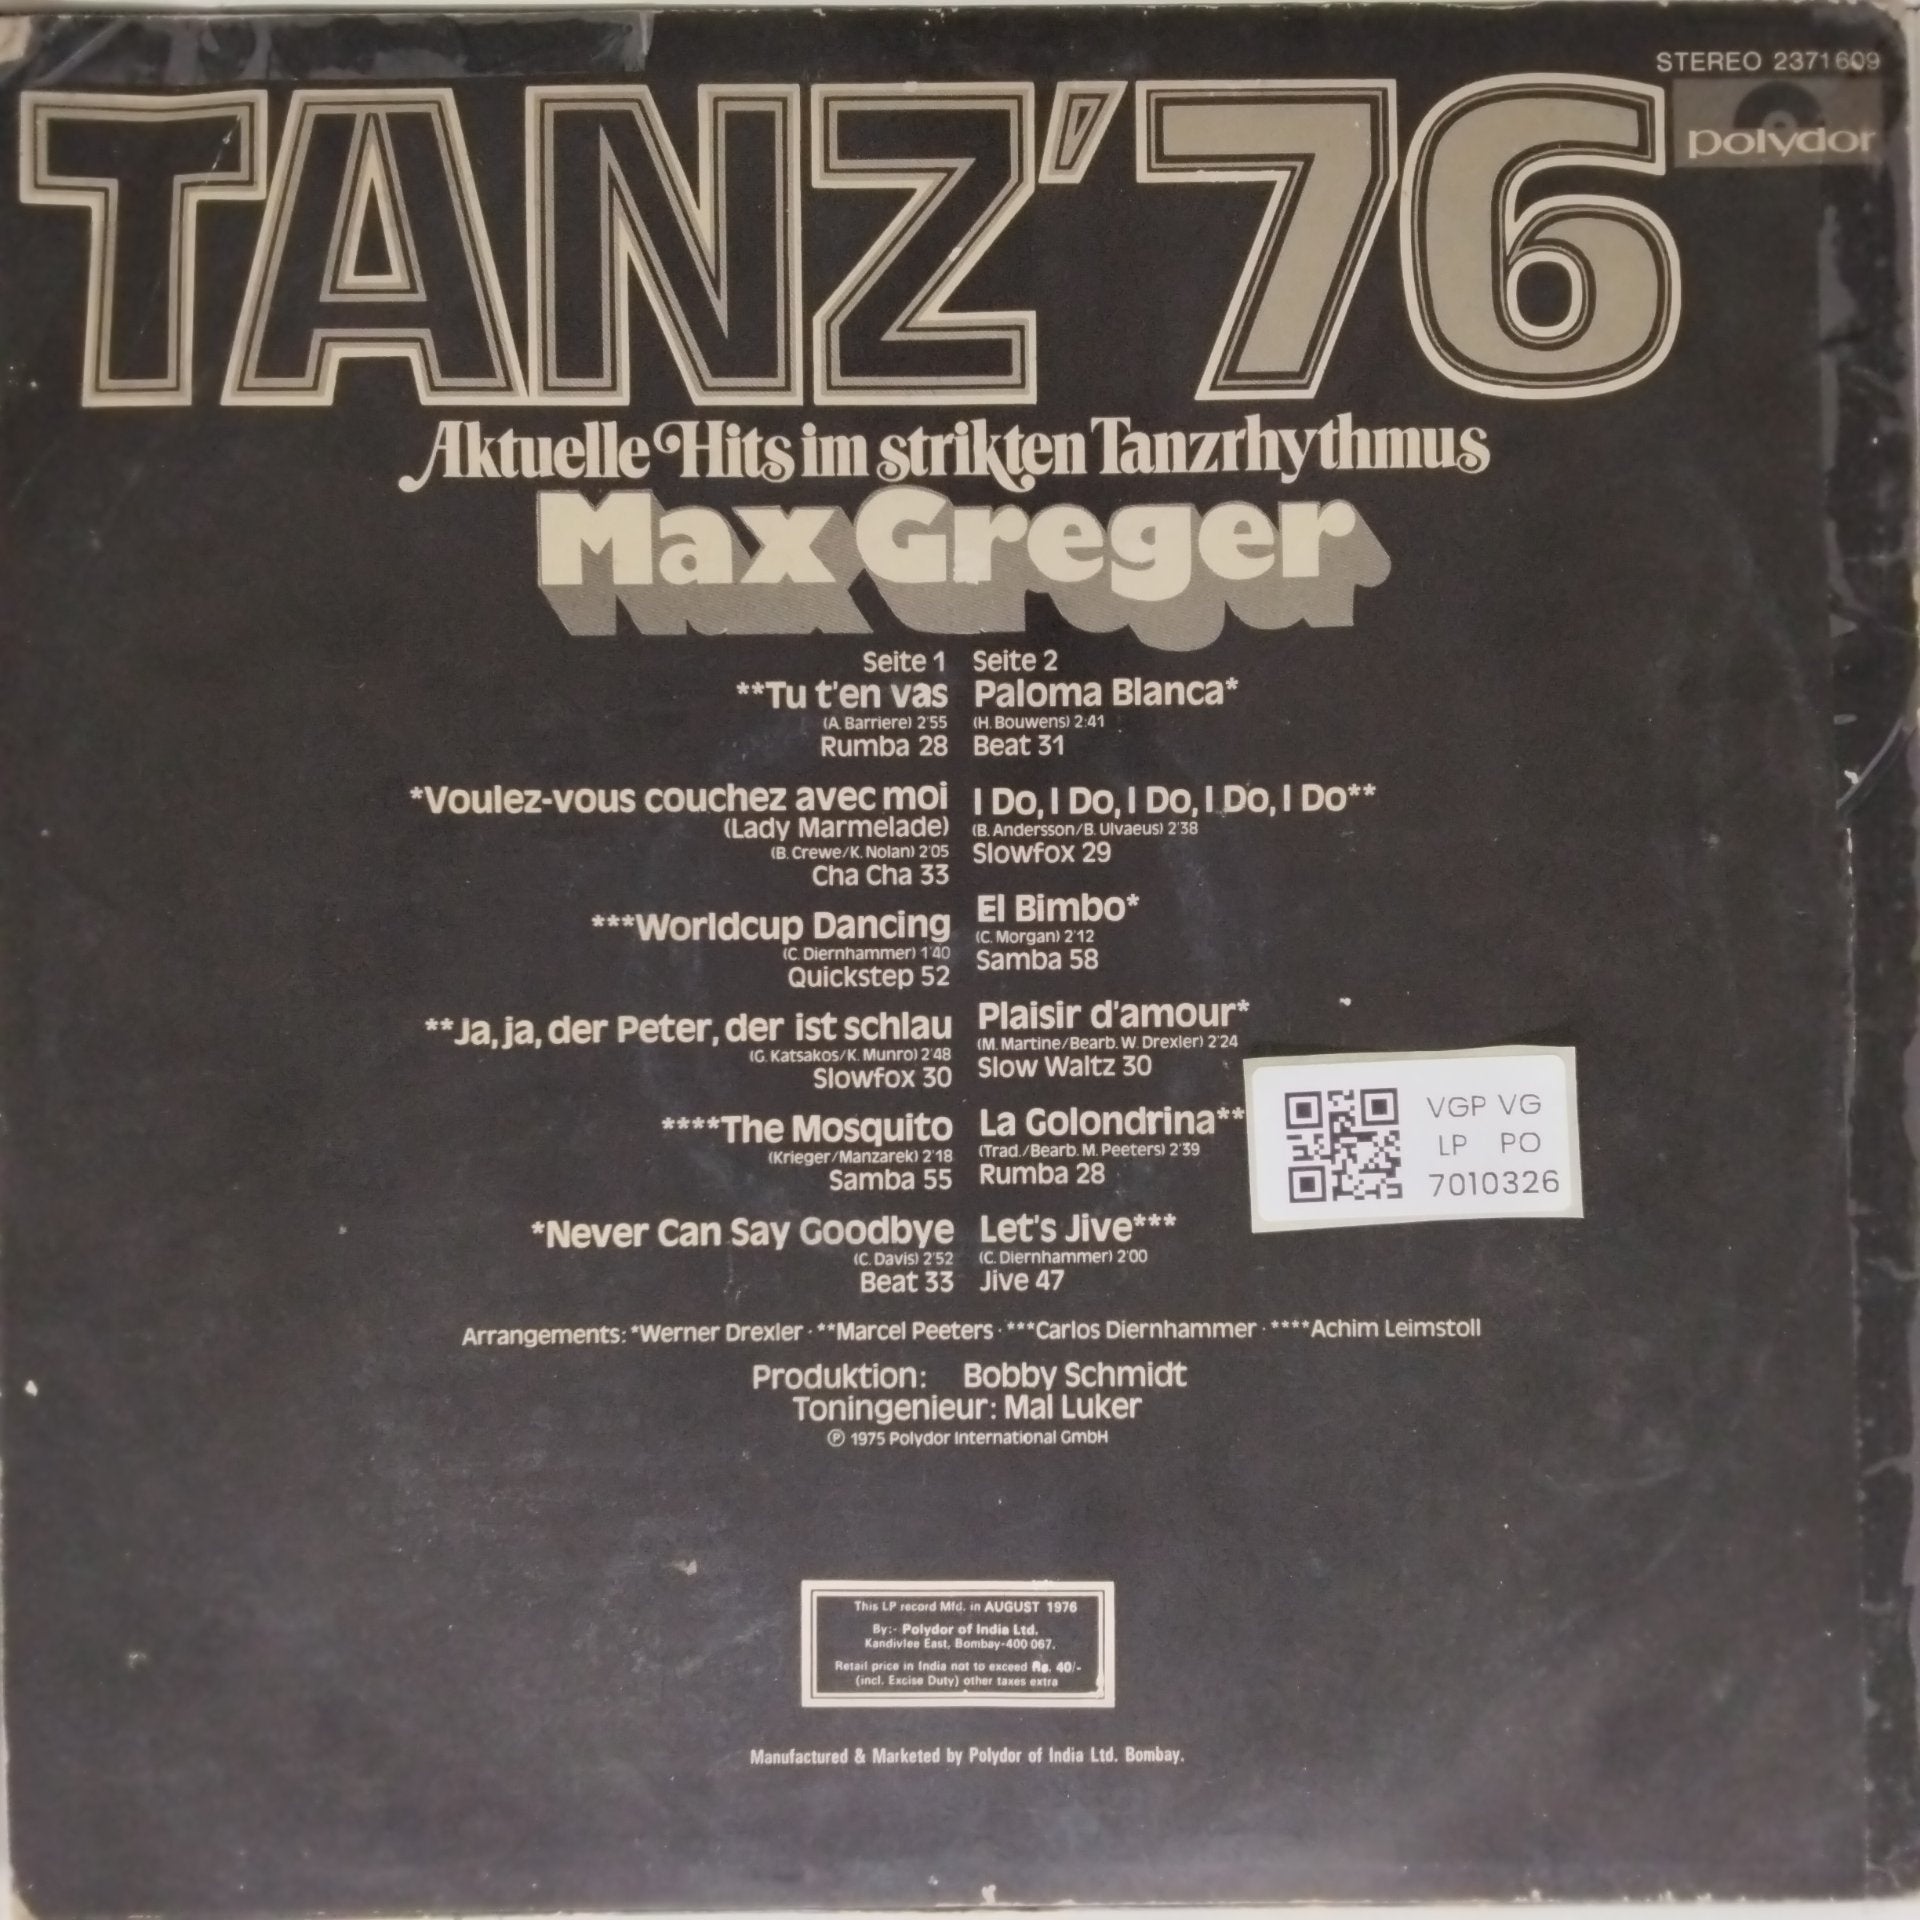 STEREO 2371609
polydor
TANZ '76
Aktuelle Hits im strikten Tanzrhythmus
Max Greger
Seite 1
**Tu t'en vas
(A. Barriere) 2'55
Rumba 28
*Voulez-vous couchez avec moi
(Lady Marmelade)
(B. Crewe/K. Nolan) 2'05
Cha Cha 33
***Worldcup Dancing
(C. Diernhammer) 1'40
Quickstep 52
**Ja, ja, der Peter, der ist schlau
(G. Katsakos/K. Munro) 2'48
Slowfox 30
****The Mosquito
(Krieger/Manzarek) 2'18
Samba 55
*Never Can Say Goodbye
(C. Davis) 2'52
Beat 33
Seite 2
Paloma Blanca*
(H. Bouwens) 2:41
Beat 31
I Do, I Do, I Do, I Do, I Do**
(B. Andersson/B. Ulvaeus) 2'38
Slowfox 29
El Bimbo*
(C. Morgan) 2'12
Samba 58
Plaisir d'amour*
(M. Martine/Bearb. W. Drexler) 2'24
Slow Waltz 30
La Golondrina**
(Trad./Bearb. M. Peeters) 2'39
Rumba 28
Let's Jive***
(C. Diernhammer) 2'00
Jive 47
VGP VG
LP PO
7010326
Arrangements: *Werner Drexler · **Marcel Peeters · ***Carlos Diernhammer · ****Achim Leimstoll
Produktion: Bobby Schmidt
Toningenieur: Mal Luker
℗ 1975 Polydor International GmbH
This LP record Mfd. in AUGUST 1976
By:- Polydor of India Ltd.
Kandivlee East, Bombay-400 067.
Retail price in India not to exceed Rs. 40/-
(incl. Excise Duty) other taxes extra
Manufactured & Marketed by Polydor of India Ltd. Bombay.